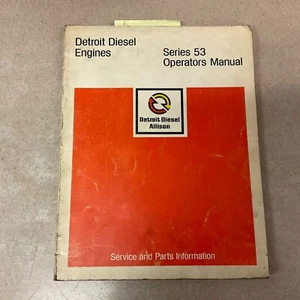 Detroit Diesel
Engines
Series 53
Operators Manual
Detroit Diesel
Allison
Service and Parts Information